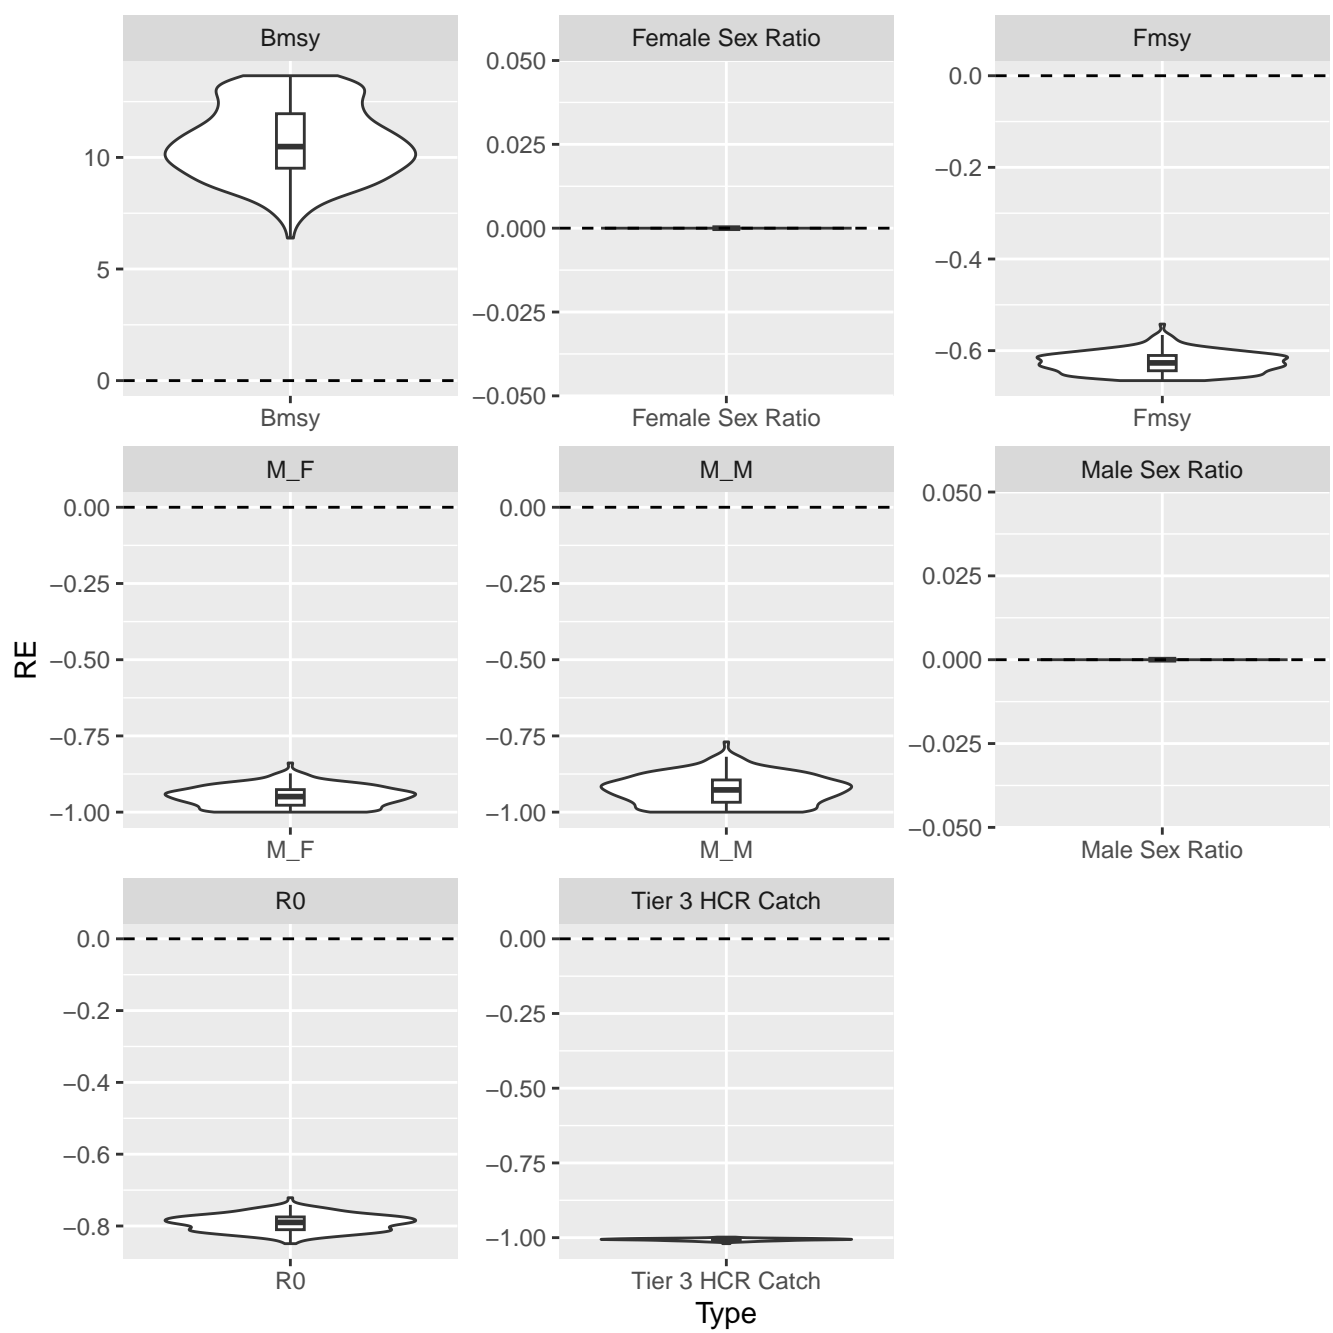 Bmsy
Female Sex Ratio
Fmsy
10
5
0
0.050
0.025
0.000
−0.025
−0.050
0.0
−0.2
−0.4
−0.6
Bmsy
Female Sex Ratio
Fmsy
M_F
M_M
Male Sex Ratio
RE
0.00
−0.25
−0.50
−0.75
−1.00
0.00
−0.25
−0.50
−0.75
−1.00
0.050
0.025
0.000
−0.025
−0.050
M_F
M_M
Male Sex Ratio
R0
Tier 3 HCR Catch
0.0
−0.2
−0.4
−0.6
−0.8
0.00
−0.25
−0.50
−0.75
−1.00
R0
Tier 3 HCR Catch
Type